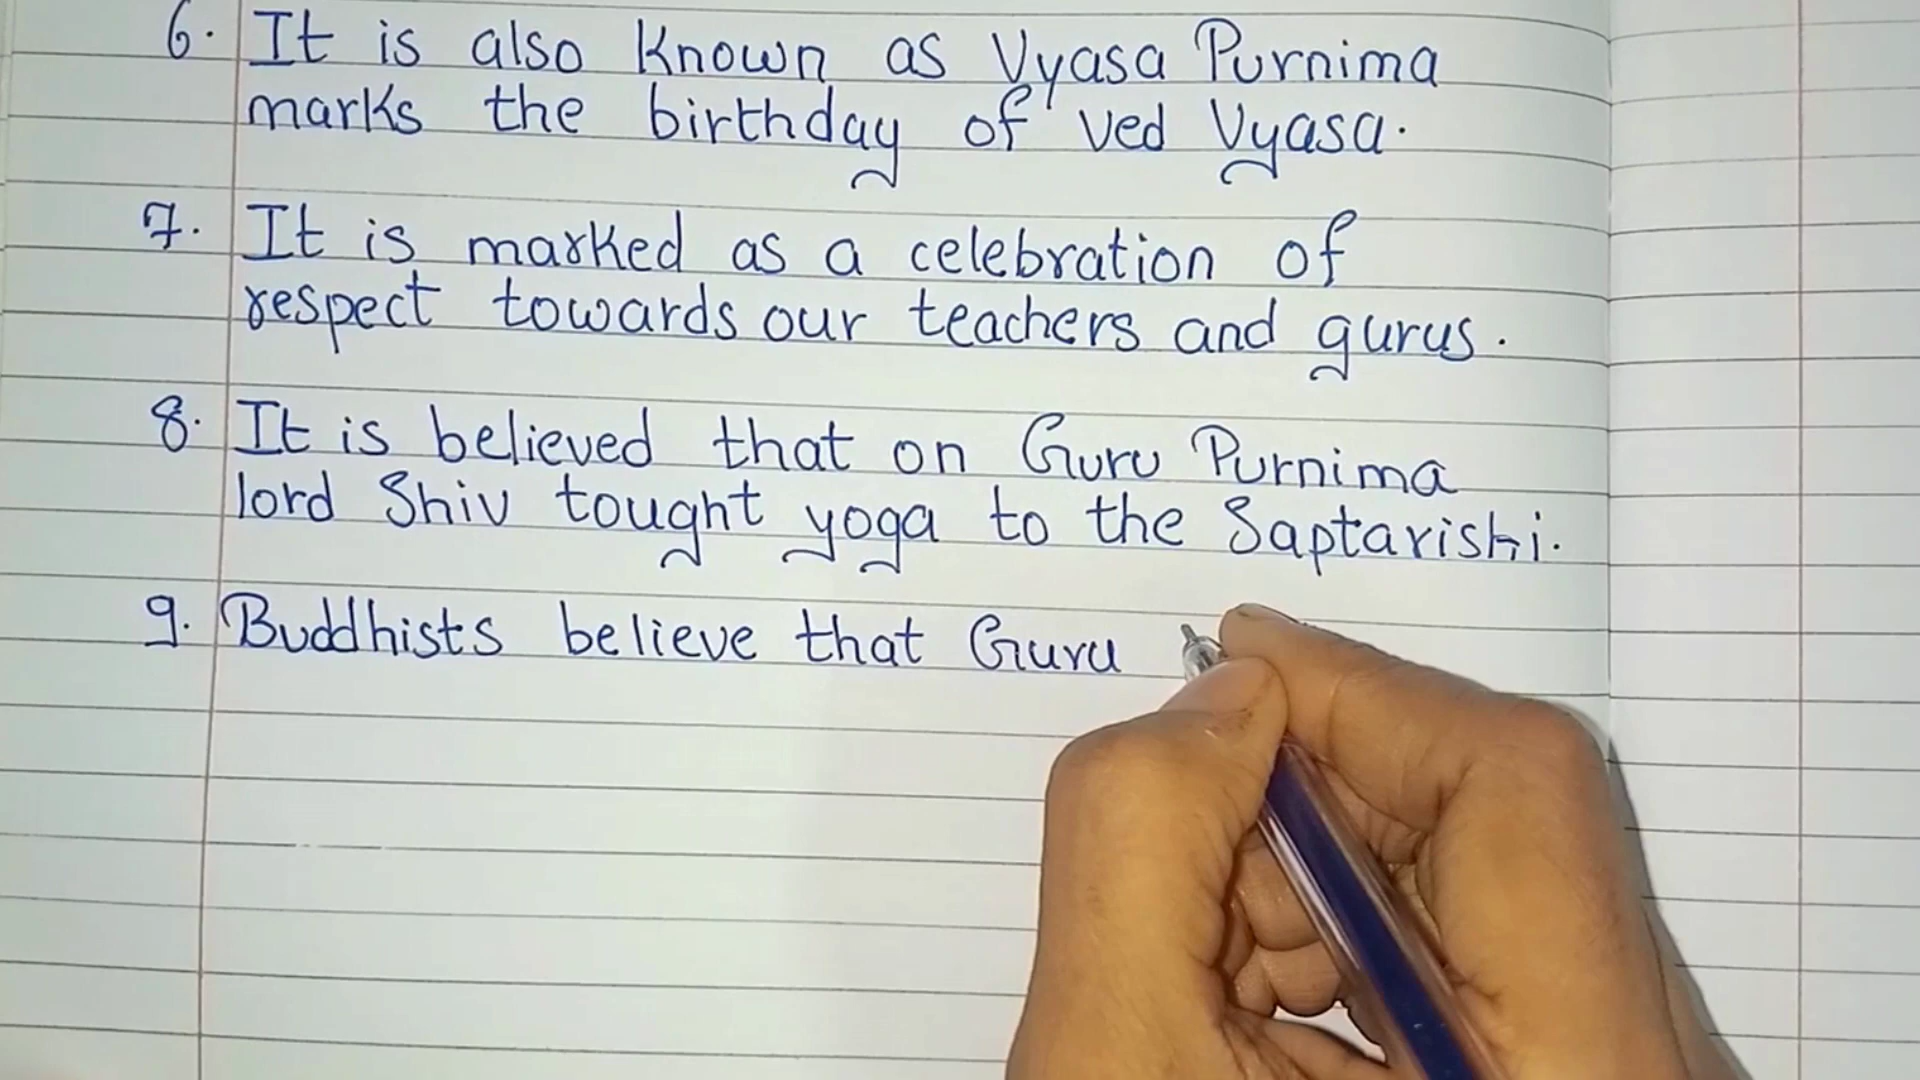 6. It is also known as Vyasa Purnima
marks the birthday of ved Vyasa.
7. It is marked as a celebration of
respect towards our teachers and gurus.
8. It is believed that on Guru Purnima
lord Shiv tought yoga to the Saptarishi.
9. Buddhists believe that Guru